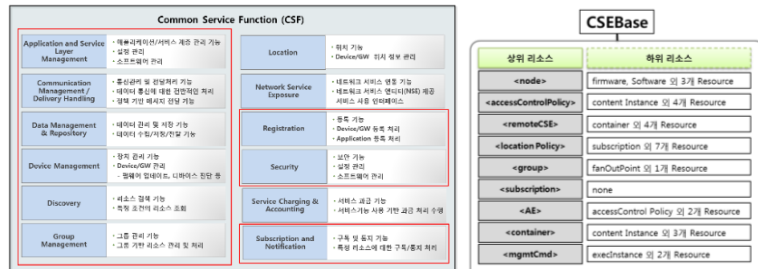 Common Service Function (CSF)
Application and Service
Layer
Management
· 애플리케이션/서비스 계층 관리 기능
· 설정 관리
· 소프트웨어 관리
Communication
Management /
Delivery Handling
· 통신관리 및 전달처리 기능
· 데이터 통신에 대한 전반적인 처리
· 정책 기반 메시지 전달 기능
Data Management
& Repository
· 데이터 관리 및 저장 기능
· 데이터 수집/저장/전달 기능
Device Management
· 장치 관리 기능
· Device/GW 관리
- 펌웨어 업데이트, 디바이스 진단 등
Discovery
· 리소스 검색 기능
· 특정 조건의 리소스 조회
Group
Management
· 그룹 관리 기능
· 그룹 기반 리소스 관리 및 처리
Location
· 위치 기능
· Device/GW 위치 정보 관리
Network Service
Exposure
· 네트워크 서비스 연동 기능
· 네트워크 서비스 엔티티(NSE) 제공
서비스 사용 인터페이스
Registration
· 등록 기능
· Device/GW 등록 처리
· Application 등록 처리
Security
· 보안 기능
· 설정 관리
· 소프트웨어 관리
Service Charging &
Accounting
· 서비스 과금 기능
· 서비스기능 사용 기반 과금 처리 수행
Subscription and
Notification
· 구독 및 통지 기능
· 특정 리소스에 대한 구독/통지 처리
CSEBase
상위 리소스 하위 리소스
<node> firmware, Software 외 3개 Resource
<accessControlPolicy> content Instance 외 4개 Resource
<remoteCSE> container 외 4개 Resource
<location Policy> subscription 외 7개 Resource
<group> fanOutPoint 외 1개 Resource
<subscription> none
<AE> accessControl Policy 외 2개 Resource
<container> content Instance 외 3개 Resource
<mgmtCmd> execInstance 외 2개 Resource